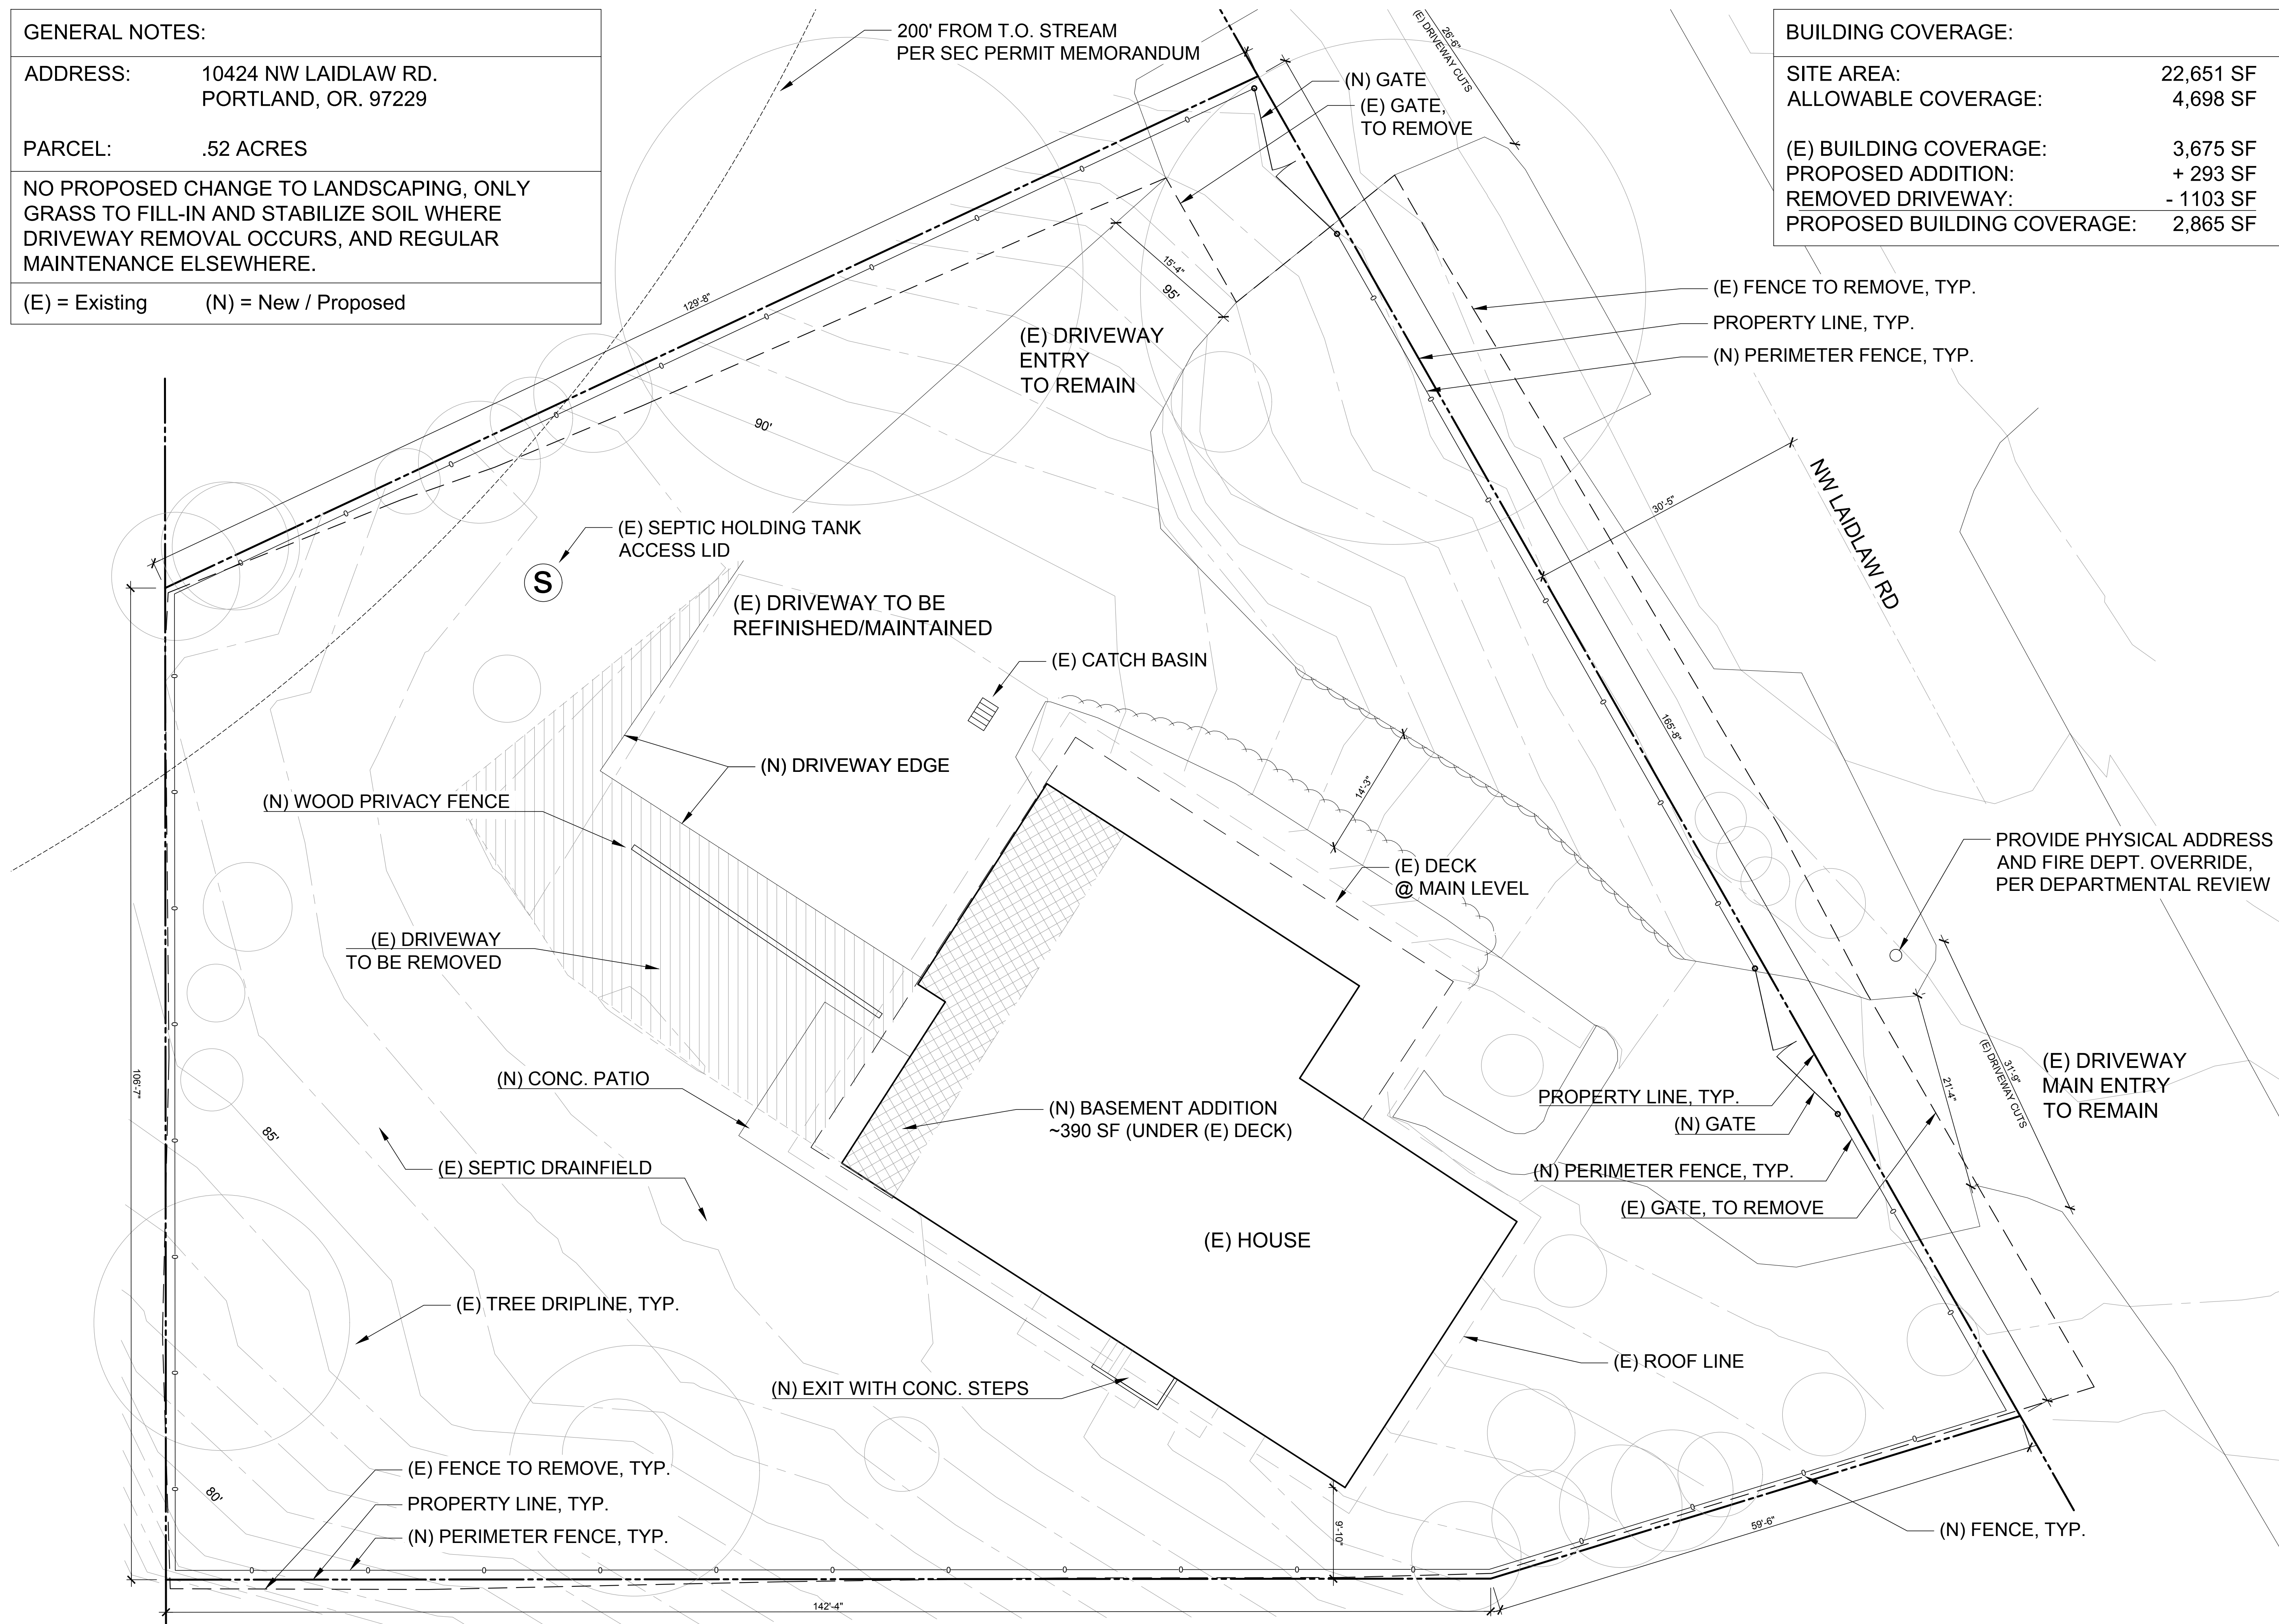 GENERAL NOTES:
ADDRESS: 10424 NW LAIDLAW RD.
PORTLAND, OR. 97229
PARCEL: .52 ACRES
NO PROPOSED CHANGE TO LANDSCAPING, ONLY
GRASS TO FILL-IN AND STABILIZE SOIL WHERE
DRIVEWAY REMOVAL OCCURS, AND REGULAR
MAINTENANCE ELSEWHERE.
(E) = Existing (N) = New / Proposed
200' FROM T.O. STREAM
PER SEC PERMIT MEMORANDUM
26'-6"
(E) DRIVEWAY CUTS
BUILDING COVERAGE:
SITE AREA: 22,651 SF
ALLOWABLE COVERAGE: 4,698 SF
(E) BUILDING COVERAGE: 3,675 SF
PROPOSED ADDITION: + 293 SF
REMOVED DRIVEWAY: - 1103 SF
PROPOSED BUILDING COVERAGE: 2,865 SF
(N) GATE
(E) GATE,
TO REMOVE
15'-4"
95'
129'-8"
(E) FENCE TO REMOVE, TYP.
PROPERTY LINE, TYP.
(N) PERIMETER FENCE, TYP.
(E) DRIVEWAY
ENTRY
TO REMAIN
90'
30'-5"
NW LAIDLAW RD
(E) SEPTIC HOLDING TANK
ACCESS LID
S
(E) DRIVEWAY TO BE
REFINISHED/MAINTAINED
(E) CATCH BASIN
165'-8"
(N) DRIVEWAY EDGE
14'-3"
(N) WOOD PRIVACY FENCE
(E) DECK
@ MAIN LEVEL
PROVIDE PHYSICAL ADDRESS
AND FIRE DEPT. OVERRIDE,
PER DEPARTMENTAL REVIEW
(E) DRIVEWAY
TO BE REMOVED
106'-7"
(N) CONC. PATIO
(N) BASEMENT ADDITION
~390 SF (UNDER (E) DECK)
31'-9"
(E) DRIVEWAY CUTS
21'-4"
(E) DRIVEWAY
MAIN ENTRY
TO REMAIN
PROPERTY LINE, TYP.
(N) GATE
(N) PERIMETER FENCE, TYP.
(E) GATE, TO REMOVE
85'
(E) SEPTIC DRAINFIELD
(E) HOUSE
(E) TREE DRIPLINE, TYP.
(E) ROOF LINE
(N) EXIT WITH CONC. STEPS
80'
(E) FENCE TO REMOVE, TYP.
PROPERTY LINE, TYP.
(N) PERIMETER FENCE, TYP.
9'-10"
59'-6"
(N) FENCE, TYP.
142'-4"